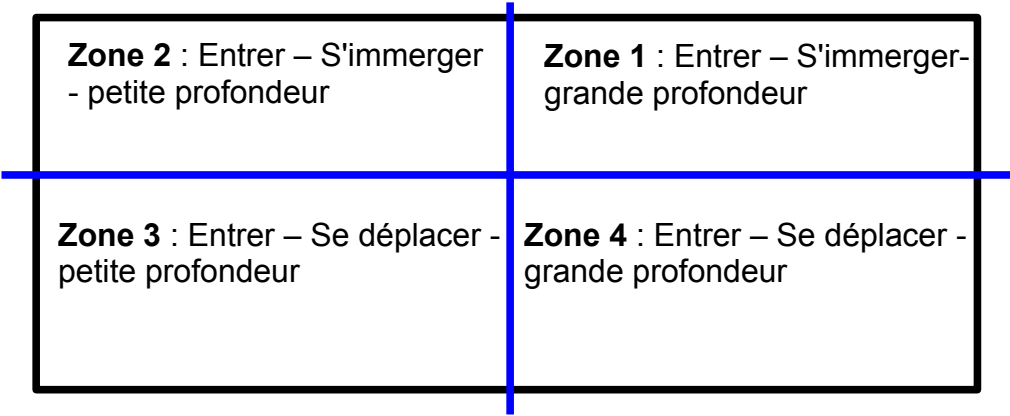 Zone 2 : Entrer – S'immerger
- petite profondeur
Zone 1 : Entrer – S'immerger-
grande profondeur
Zone 3 : Entrer – Se déplacer -
petite profondeur
Zone 4 : Entrer – Se déplacer -
grande profondeur